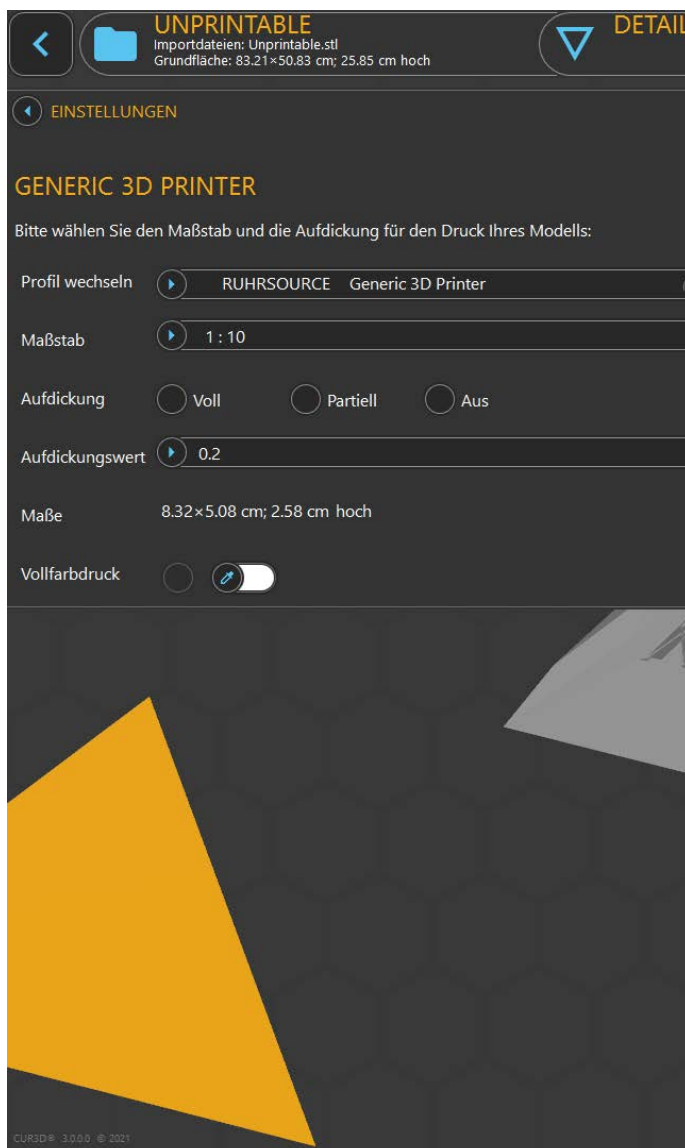 UNPRINTABLE
Importdateien: Unprintable.stl
Grundfläche: 83.21×50.83 cm; 25.85 cm hoch
DETAIL
EINSTELLUNGEN
GENERIC 3D PRINTER
Bitte wählen Sie den Maßstab und die Aufdickung für den Druck Ihres Modells:
Profil wechseln RUHRSOURCE Generic 3D Printer
Maßstab 1 : 10
Aufdickung Voll Partiell Aus
Aufdickungswert 0.2
Maße 8.32×5.08 cm; 2.58 cm hoch
Vollfarbdruck
CUR3D® 3.0.0.0 © 2021